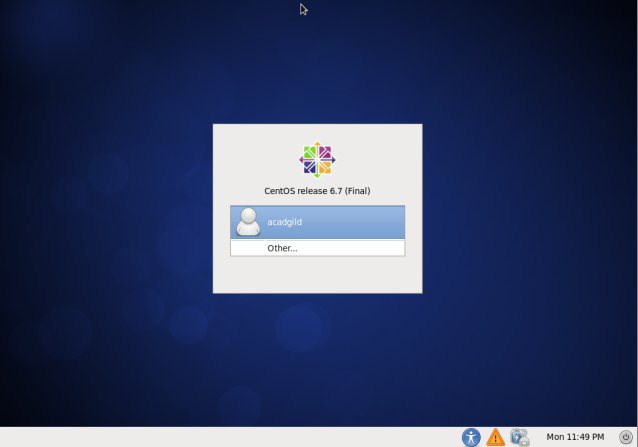 CentOS release 6.7 (Final)
acadgild
Other...
Mon 11:49 PM